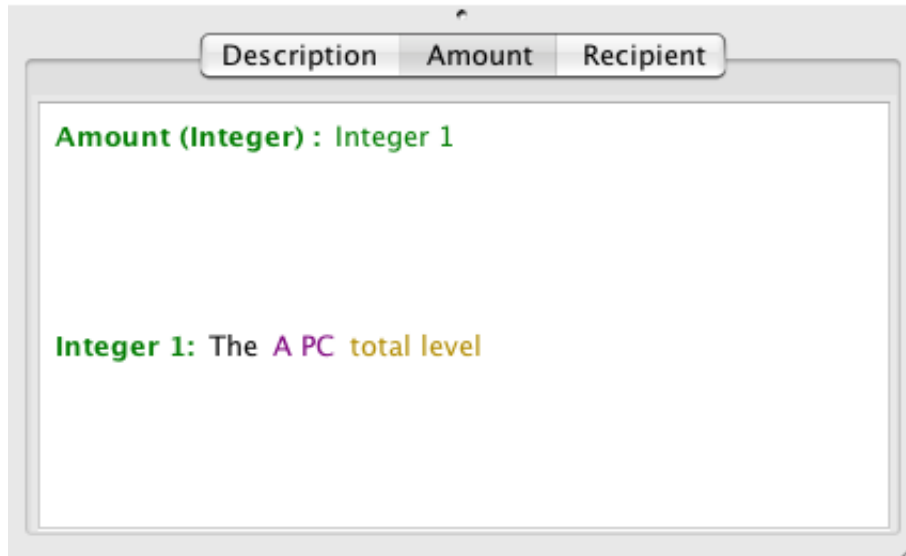 Description Amount Recipient
Amount (Integer) : Integer 1
Integer 1: The A PC total level